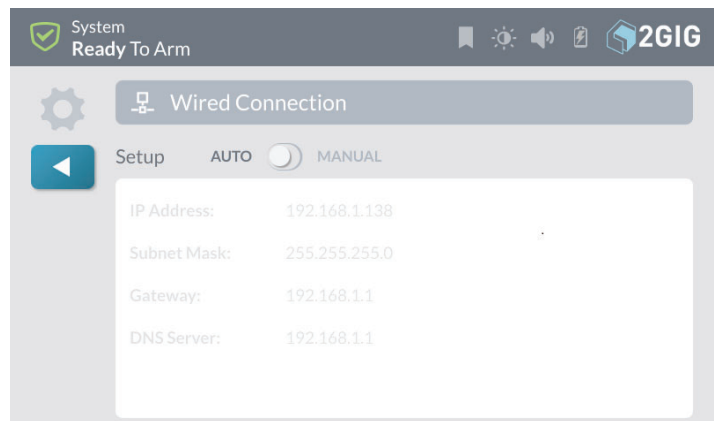 System
Ready To Arm
2GIG
Wired Connection
Setup AUTO MANUAL
IP Address: 192.168.1.138
Subnet Mask: 255.255.255.0
Gateway: 192.168.1.1
DNS Server: 192.168.1.1